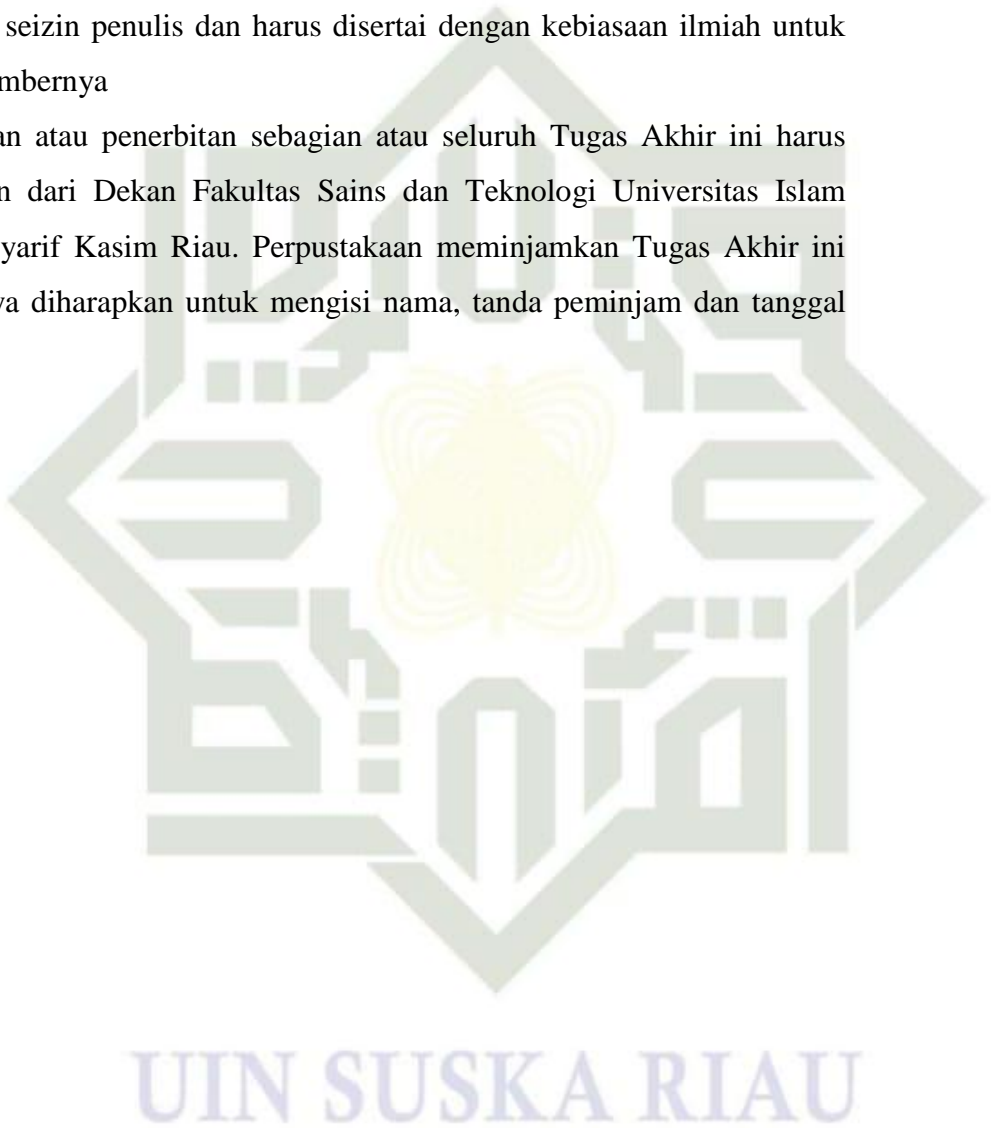 seizin penulis dan harus disertai dengan kebiasaan ilmiah untuk
mbernya
an atau penerbitan sebagian atau seluruh Tugas Akhir ini harus
n dari Dekan Fakultas Sains dan Teknologi Universitas Islam
yarif Kasim Riau. Perpustakaan meminjamkan Tugas Akhir ini
ya diharapkan untuk mengisi nama, tanda peminjam dan tanggal
UIN SUSKA RIAU